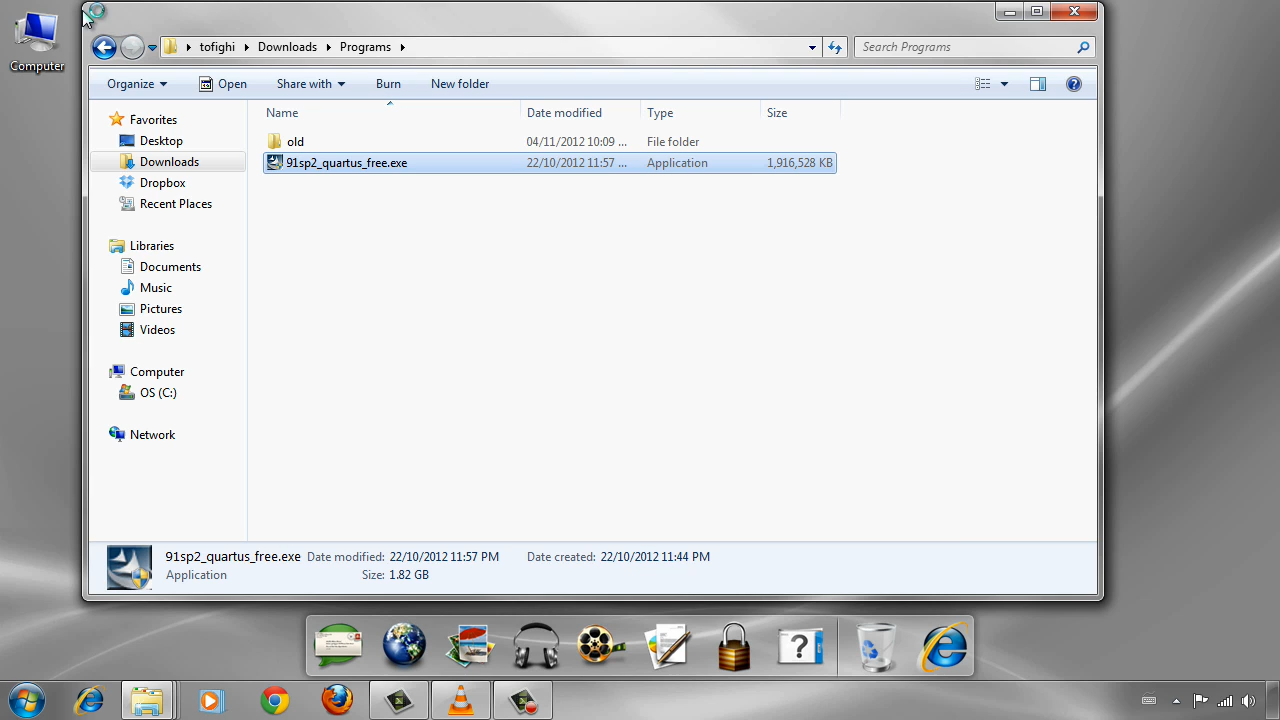 Computer
tofighi Downloads Programs
Search Programs
Organize Open Share with Burn New folder
Name Date modified Type Size
old 04/11/2012 10:09 ... File folder
91sp2_quartus_free.exe 22/10/2012 11:57 ... Application 1,916,528 KB
Favorites
Desktop
Downloads
Dropbox
Recent Places
Libraries
Documents
Music
Pictures
Videos
Computer
OS (C:)
Network
91sp2_quartus_free.exe Date modified: 22/10/2012 11:57 PM Date created: 22/10/2012 11:44 PM
Application Size: 1.82 GB